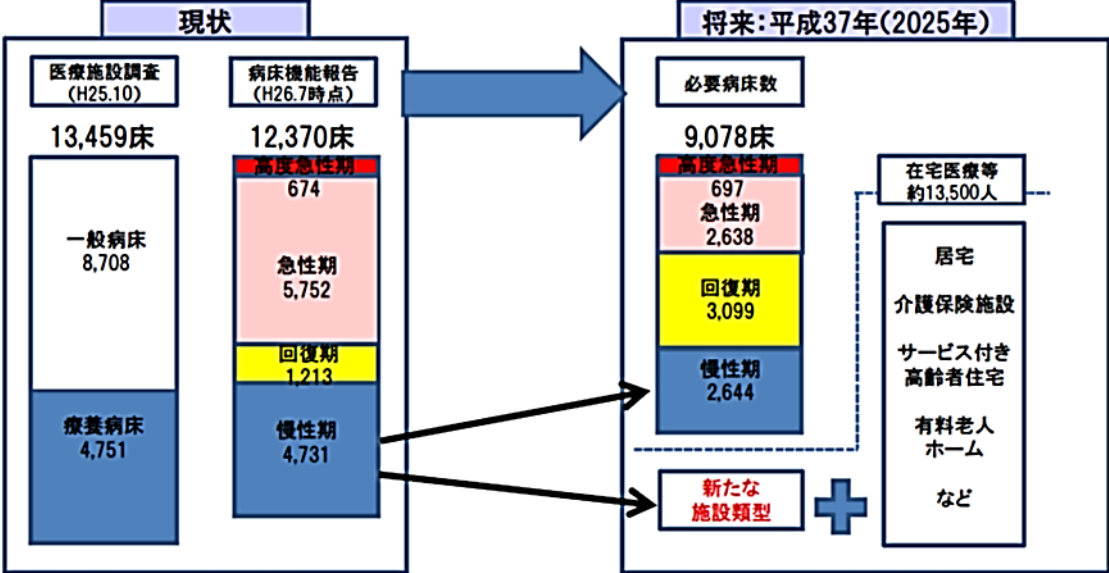 現状
医療施設調査
(H25.10)
13,459床
一般病床
8,708
療養病床
4,751
病床機能報告
(H26.7時点)
12,370床
高度急性期
674
急性期
5,752
回復期
1,213
慢性期
4,731
将来:平成37年(2025年)
必要病床数
9,078床
高度急性期
697
急性期
2,638
回復期
3,099
慢性期
2,644
新たな
施設類型
在宅医療等
約13,500人
居宅
介護保険施設
サービス付き
高齢者住宅
有料老人
ホーム
など